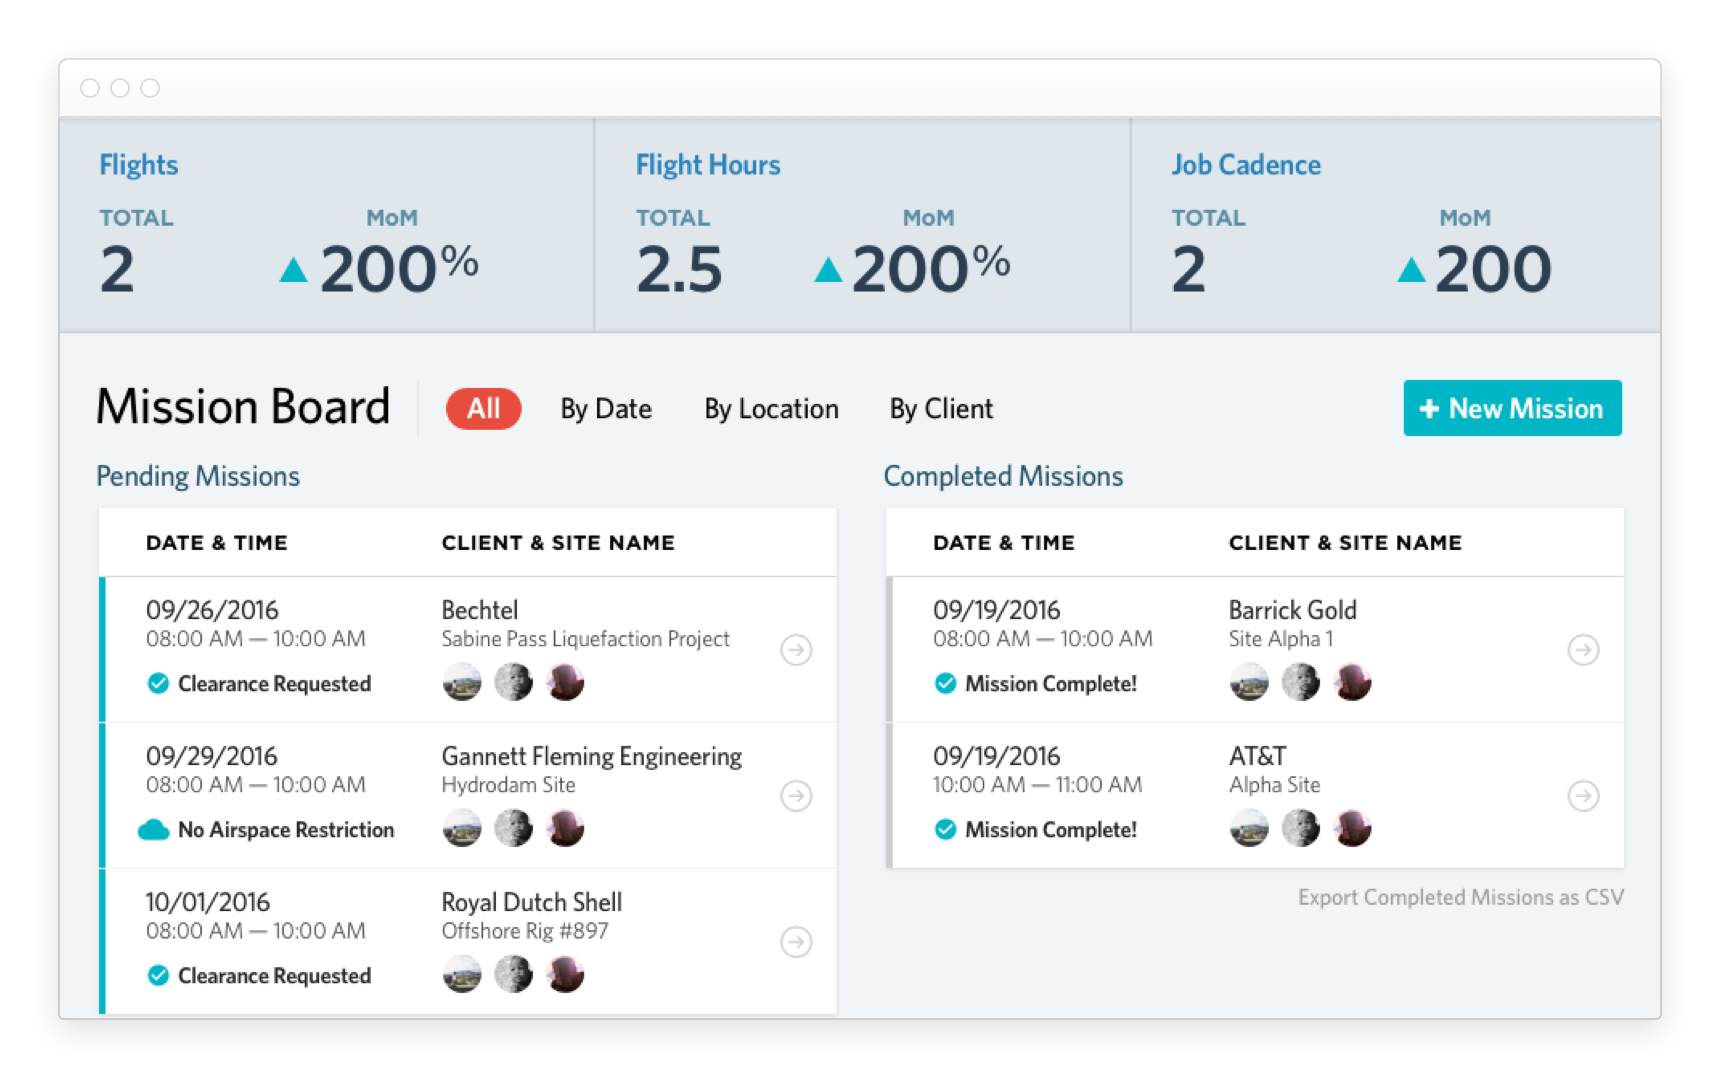 Flights
TOTAL MoM
2 200%
Flight Hours
TOTAL MoM
2.5 200%
Job Cadence
TOTAL MoM
2 200
Mission Board All By Date By Location By Client + New Mission
Pending Missions
DATE & TIME CLIENT & SITE NAME
09/26/2016 Bechtel
08:00 AM — 10:00 AM Sabine Pass Liquefaction Project
Clearance Requested
09/29/2016 Gannett Fleming Engineering
08:00 AM — 10:00 AM Hydrodam Site
No Airspace Restriction
10/01/2016 Royal Dutch Shell
08:00 AM — 10:00 AM Offshore Rig #897
Clearance Requested
Completed Missions
DATE & TIME CLIENT & SITE NAME
09/19/2016 Barrick Gold
08:00 AM — 10:00 AM Site Alpha 1
Mission Complete!
09/19/2016 AT&T
10:00 AM — 11:00 AM Alpha Site
Mission Complete!
Export Completed Missions as CSV